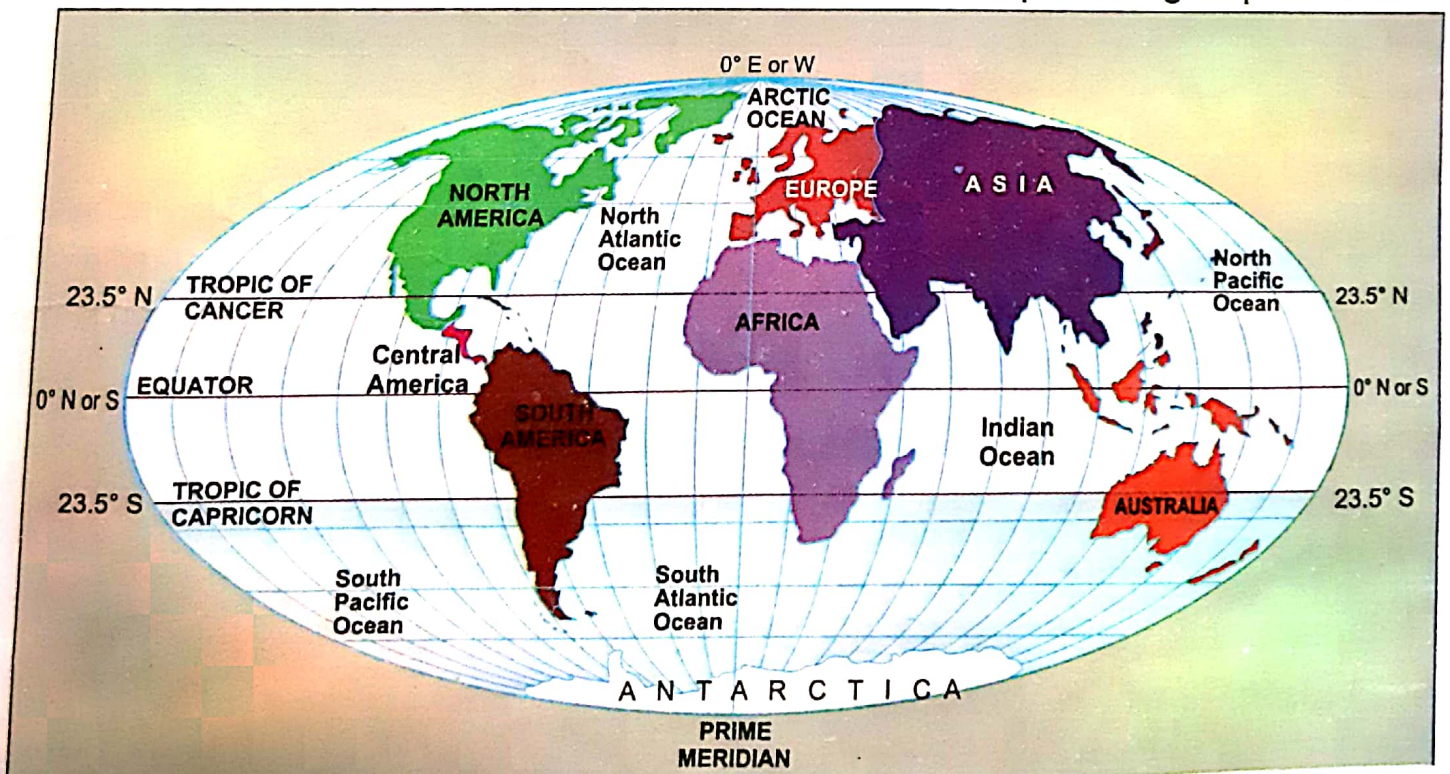 0° E or W
ARCTIC
OCEAN
NORTH
AMERICA
EUROPE
A S I A
North
Atlantic
Ocean
North
Pacific
Ocean
TROPIC OF
CANCER
23.5° N
23.5° N
AFRICA
Central
America
EQUATOR
0° N or S
0° N or S
SOUTH
AMERICA
Indian
Ocean
TROPIC OF
CAPRICORN
23.5° S
23.5° S
AUSTRALIA
South
Pacific
Ocean
South
Atlantic
Ocean
A N T A R C T I C A
PRIME
MERIDIAN